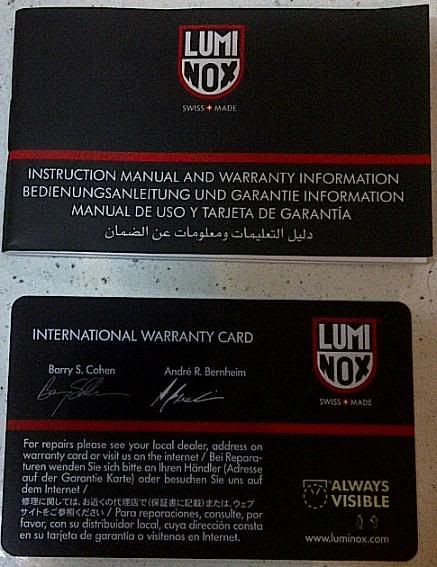 LUMI
NOX
SWISS + MADE
INSTRUCTION MANUAL AND WARRANTY INFORMATION
BEDIENUNGSANLEITUNG UND GARANTIE INFORMATION
MANUAL DE USO Y TARJETA DE GARANTÍA
دليل التعليمات ومعلومات عن الضمان
INTERNATIONAL WARRANTY CARD
LUMI
NOX
SWISS + MADE
Barry S. Cohen
André R. Bernheim
For repairs please see your local dealer, address on
warranty card or visit us on the internet / Bei Repara-
turen wenden Sie sich bitte an Ihren Händler (Adresse
auf der Garantie Karte) oder besuchen Sie uns auf
dem Internet /
修理に関しては、お近くの代理店で(保証書に記載)または、ウェブ
サイトをご参照ください / Para reparaciones, consulte, por
favor, con su distribuidor local, cuya dirección consta
en su tarjeta de garantía o visítenos en Internet.
ALWAYS
VISIBLE
www.luminox.com